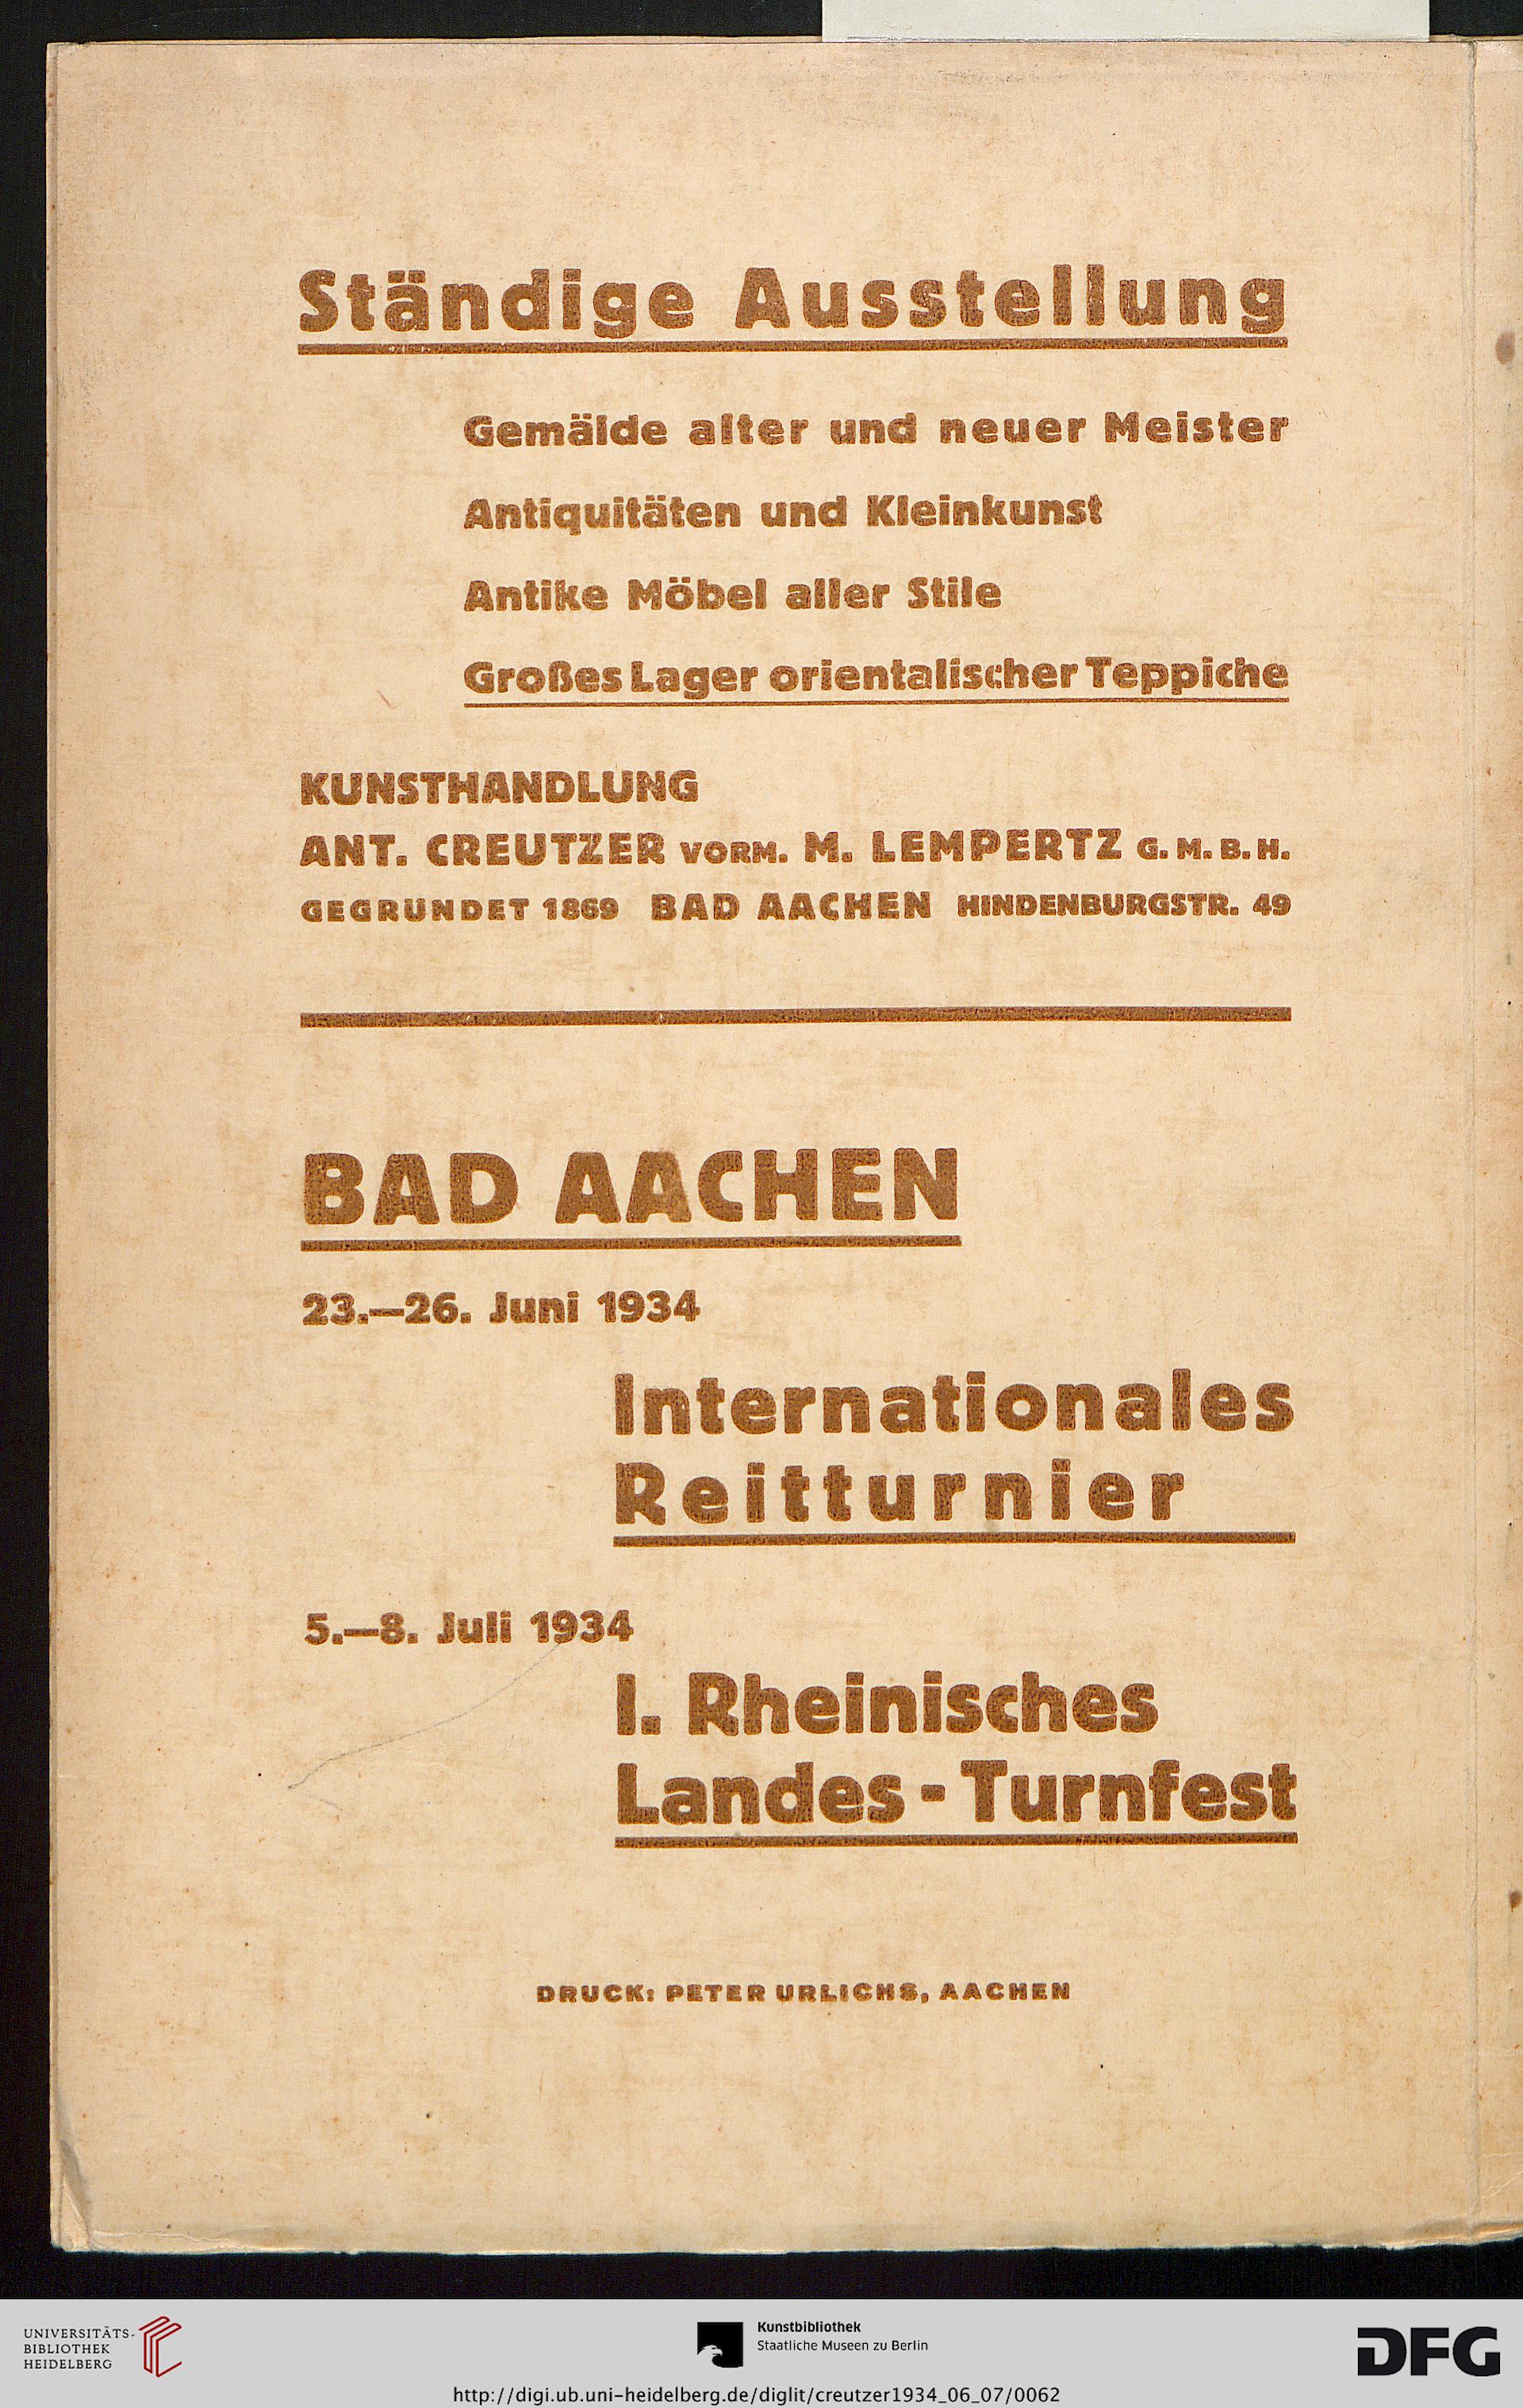 Ständige Ausstellung
Gemälde alter und neuer Meister
Antiquitäten und Kleinkunst
Antike Möbel aller Stile
Großes Lager orientalischer Teppiche
KUNSTHANDLUNG
ANT. CREUTZER VORM. M. LEMPERTZ G. M. B. H.
GEGRÜNDET 1869 BAD AACHEN HINDENBURGSTR. 49
BAD AACHEN
23.—26. Juni 1934
Internationales
Reitturnier
5.—8. Juli 1934
I. Rheinisches
Landes-Turnfest
DRUCK: PETER URLICHS, AACHEN
UNIVERSITÄTS-
BIBLIOTHEK
HEIDELBERG
Kunstbibliothek
Staatliche Museen zu Berlin
DFG
http://digi.ub.uni-heidelberg.de/diglit/creutzer1934_06_07/0062